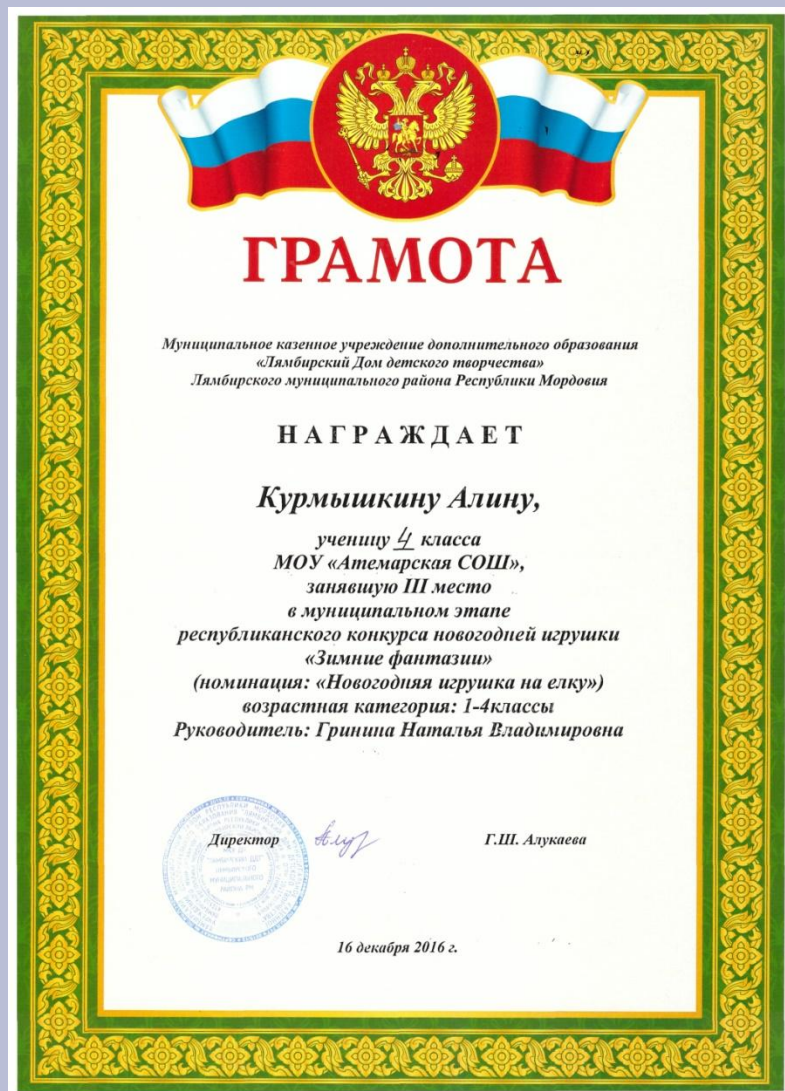 ГРАМОТА
Муниципальное казенное учреждение дополнительного образования
«Лямбирский Дом детского творчества»
Лямбирского муниципального района Республики Мордовия
НАГРАЖДАЕТ
Курмышкину Алину,
ученицу 4 класса
МОУ «Атемарская СОШ»,
занявшую III место
в муниципальном этапе
республиканского конкурса новогодней игрушки
«Зимние фантазии»
(номинация: «Новогодняя игрушка на елку»)
возрастная категория: 1-4классы
Руководитель: Гринина Наталья Владимировна
Директор Г.Ш. Алукаева
16 декабря 2016 г.